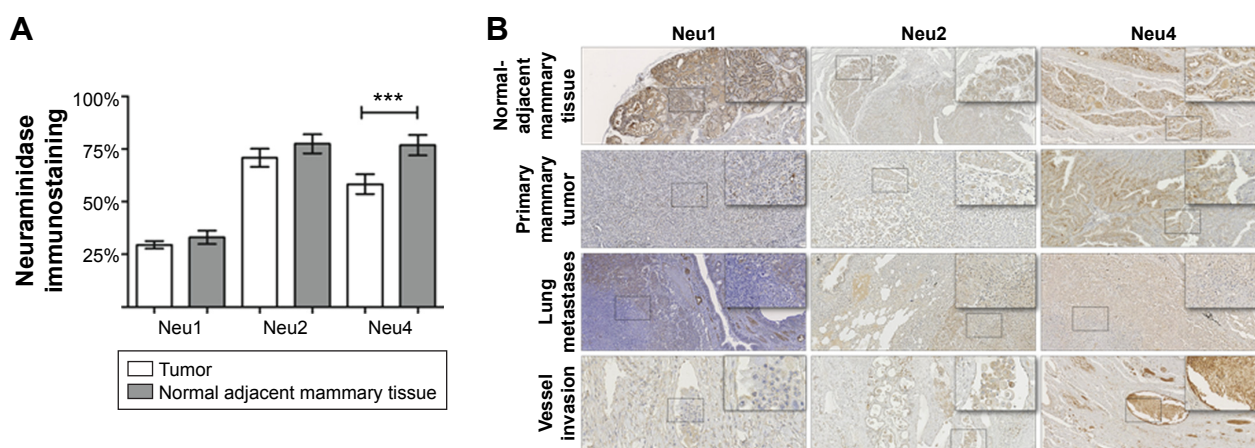 A
Neuraminidase
immunostaining
100%
75%
50%
25%
***
Neu1
Neu2
Neu4
Tumor
Normal adjacent mammary tissue
B
Neu1
Neu2
Neu4
Normal-
adjacent
mammary
tissue
Primary
mammary
tumor
Lung
metastases
Vessel
invasion